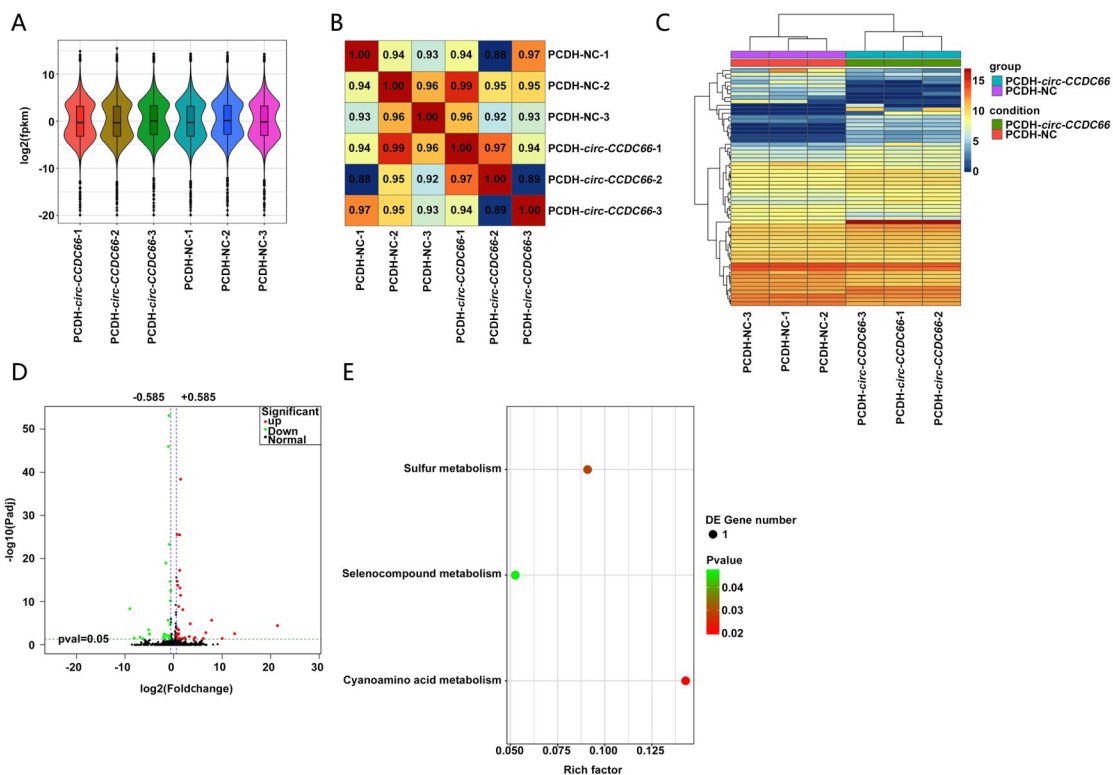 A
log2(fpkm)
10
0
-10
-20
PCDH-circ-CCDC66-1
PCDH-circ-CCDC66-2
PCDH-circ-CCDC66-3
PCDH-NC-1
PCDH-NC-2
PCDH-NC-3
B
1.00 0.94 0.93 0.94 0.88 0.97 PCDH-NC-1
0.94 1.00 0.96 0.99 0.95 0.95 PCDH-NC-2
0.93 0.96 1.00 0.96 0.92 0.93 PCDH-NC-3
0.94 0.99 0.96 1.00 0.97 0.94 PCDH-circ-CCDC66-1
0.88 0.95 0.92 0.97 1.00 0.89 PCDH-circ-CCDC66-2
0.97 0.95 0.93 0.94 0.89 1.00 PCDH-circ-CCDC66-3
PCDH-NC-1
PCDH-NC-2
PCDH-NC-3
PCDH-circ-CCDC66-1
PCDH-circ-CCDC66-2
PCDH-circ-CCDC66-3
C
15
10
5
0
group
PCDH-circ-CCDC66
PCDH-NC
condition
PCDH-circ-CCDC66
PCDH-NC
PCDH-NC-3
PCDH-NC-1
PCDH-NC-2
PCDH-circ-CCDC66-3
PCDH-circ-CCDC66-1
PCDH-circ-CCDC66-2
D
-0.585 +0.585
Significant
up
Down
Normal
-log10(Padj)
50
40
30
20
10
0
pval=0.05
-20 -10 0 10 20 30
log2(Foldchange)
E
Sulfur metabolism
Selenocompound metabolism
Cyanoamino acid metabolism
0.050 0.075 0.100 0.125
Rich factor
DE Gene number
1
Pvalue
0.04
0.03
0.02